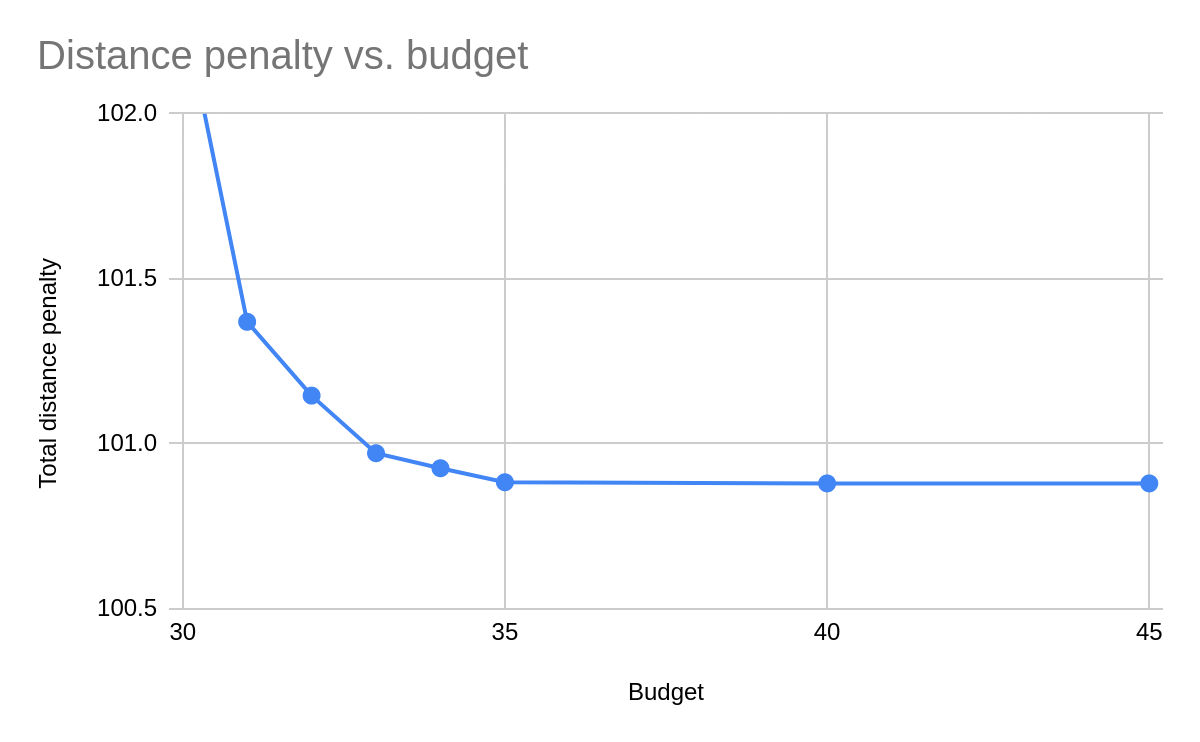 Distance penalty vs. budget
102.0
101.5
101.0
100.5
Total distance penalty
30 35 40 45
Budget